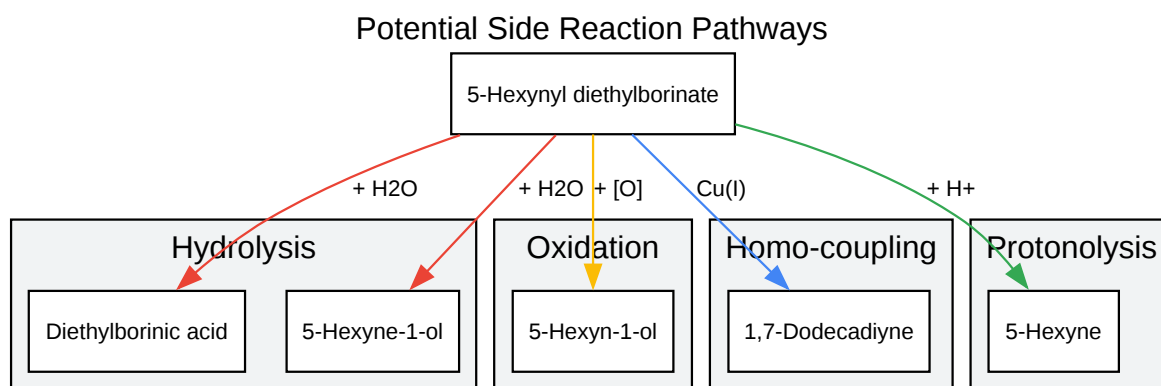 Potential Side Reaction Pathways
5-Hexynyl diethylborinate
+ H2O
+ H2O
+ [O]
Cu(I)
+ H+
Hydrolysis
Oxidation
Homo-coupling
Protonolysis
Diethylborinic acid
5-Hexyne-1-ol
5-Hexyn-1-ol
1,7-Dodecadiyne
5-Hexyne